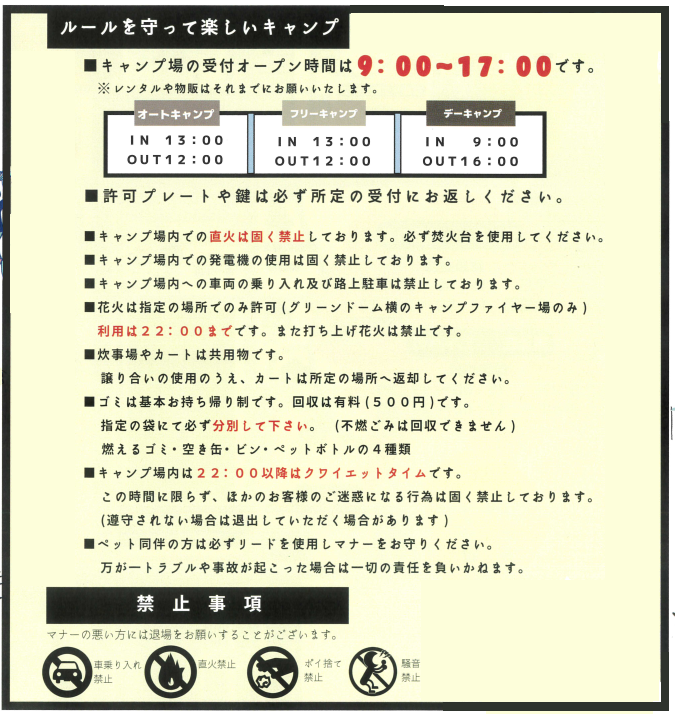 ルールを守って楽しいキャンプ
■キャンプ場の受付オープン時間は9：00~17：00です。
※レンタルや物販はそれまでにお願いいたします。
オートキャンプ フリーキャンプ デーキャンプ
IN 13：00 IN 13：00 IN 9：00
OUT12：00 OUT12：00 OUT16：00
■許可プレートや鍵は必ず所定の受付にお返しください。
■キャンプ場内での直火は固く禁止しております。必ず焚火台を使用してください。
■キャンプ場内での発電機の使用は固く禁止しております。
■キャンプ場内への車両の乗り入れ及び路上駐車は禁止しております。
■花火は指定の場所でのみ許可(グリーンドーム横のキャンプファイヤー場のみ)
利用は２２：００までです。また打ち上げ花火は禁止です。
■炊事場やカートは共用物です。
譲り合いの使用のうえ、カートは所定の場所へ返却してください。
■ゴミは基本お持ち帰り制です。回収は有料(５００円)です。
指定の袋にて必ず分別して下さい。　(不燃ごみは回収できません)
燃えるゴミ・空き缶・ビン・ペットボトルの４種類
■キャンプ場内は２２：００以降はクワイエットタイムです。
この時間に限らず、ほかのお客様のご迷惑になる行為は固く禁止しております。
(遵守されない場合は退出していただく場合があります)
■ペット同伴の方は必ずリードを使用しマナーをお守りください。
万が一トラブルや事故が起こった場合は一切の責任を負いかねます。
禁止事項
マナーの悪い方には退場をお願いすることがございます。
車乗り入れ 直火禁止 ポイ捨て 騒音
禁止 禁止 禁止